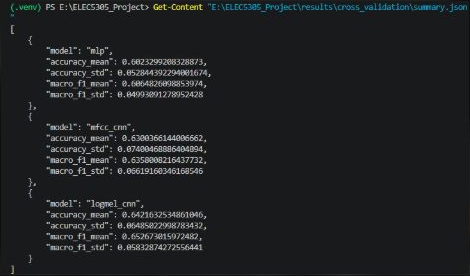 (.venv) PS E:\ELEC5305_Project> Get-Content "E:\ELEC5305_Project\results\cross_validation\summary.json
"
[
    {
        "model": "mlp",
        "accuracy_mean": 0.6023299208328873,
        "accuracy_std": 0.052844392294001674,
        "macro_f1_mean": 0.6064826098853974,
        "macro_f1_std": 0.04993091278952428
    },
    {
        "model": "mfcc_cnn",
        "accuracy_mean": 0.6300366144006662,
        "accuracy_std": 0.07400468886404894,
        "macro_f1_mean": 0.6358008216437732,
        "macro_f1_std": 0.06619160346168546
    },
    {
        "model": "logmel_cnn",
        "accuracy_mean": 0.6421632534861046,
        "accuracy_std": 0.06485022998783432,
        "macro_f1_mean": 0.652673015972482,
        "macro_f1_std": 0.05832874272556441
    }
]